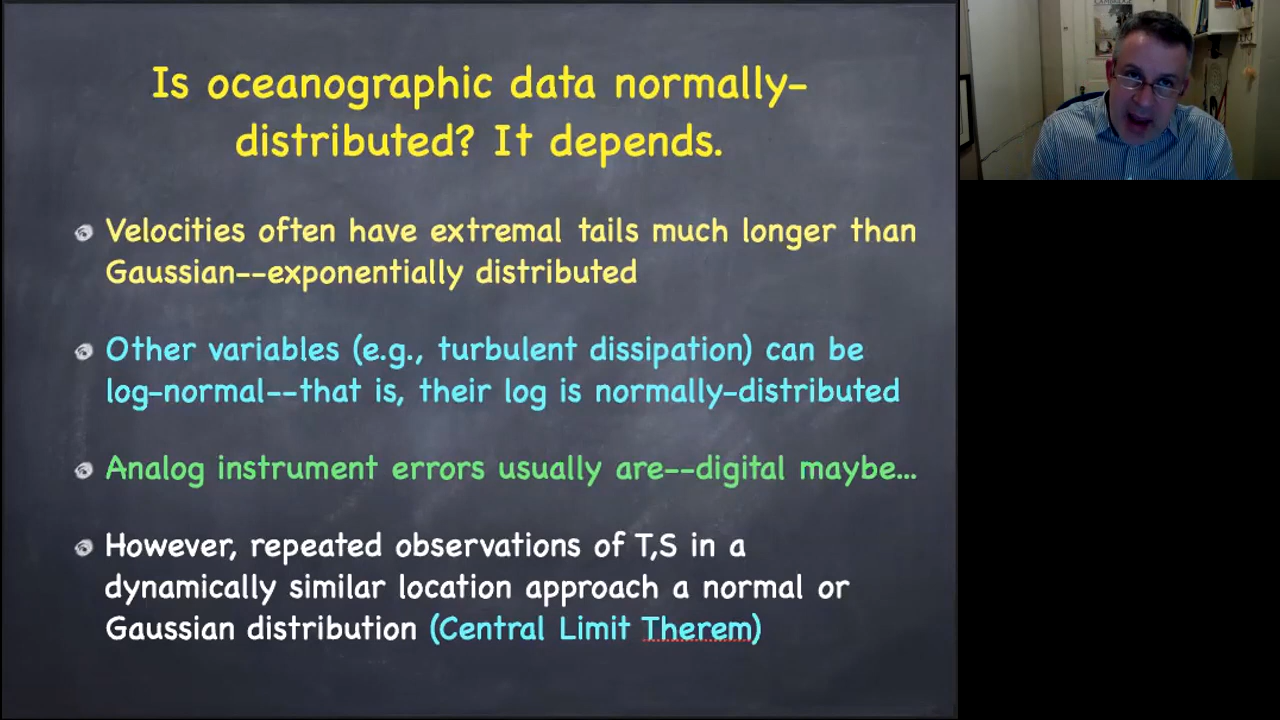 Is oceanographic data normally-
distributed? It depends.
Velocities often have extremal tails much longer than
Gaussian--exponentially distributed
Other variables (e.g., turbulent dissipation) can be
log-normal--that is, their log is normally-distributed
Analog instrument errors usually are--digital maybe...
However, repeated observations of T,S in a
dynamically similar location approach a normal or
Gaussian distribution (Central Limit Therem)